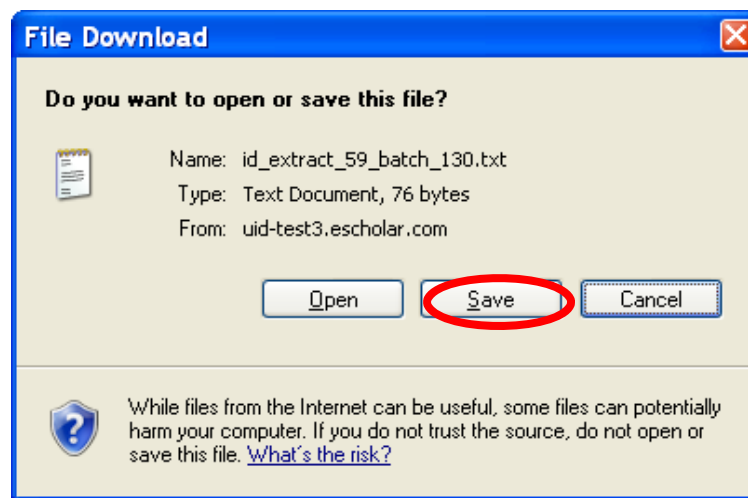 File Download
Do you want to open or save this file?
Name: id_extract_59_batch_130.txt
Type: Text Document, 76 bytes
From: uid-test3.escholar.com
Open Save Cancel
While files from the Internet can be useful, some files can potentially
harm your computer. If you do not trust the source, do not open or
save this file. What's the risk?